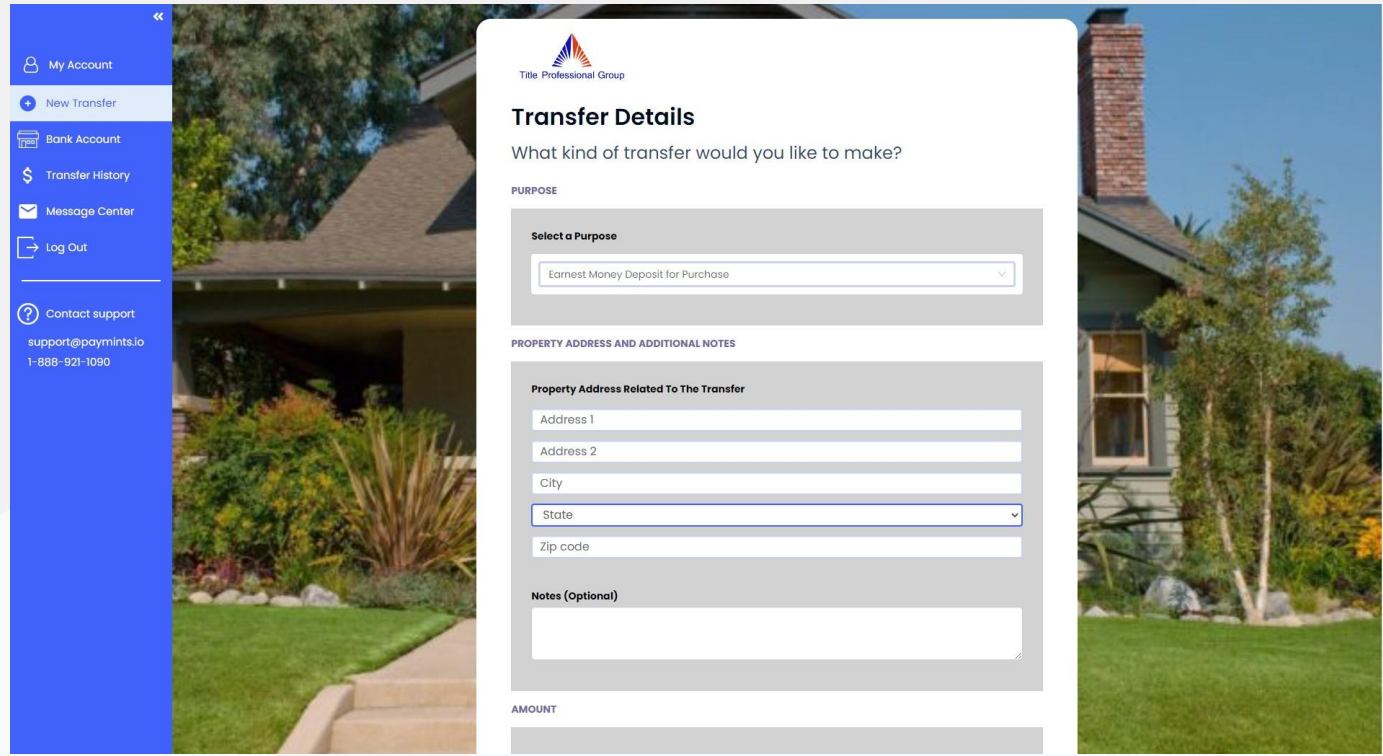 «
My Account
New Transfer
Bank Account
Transfer History
Message Center
Log Out
Contact support
support@paymints.io
1-888-921-1090
Title Professional Group
Transfer Details
What kind of transfer would you like to make?
PURPOSE
Select a Purpose
Earnest Money Deposit for Purchase
PROPERTY ADDRESS AND ADDITIONAL NOTES
Property Address Related To The Transfer
Address 1
Address 2
City
State
Zip code
Notes (Optional)
AMOUNT